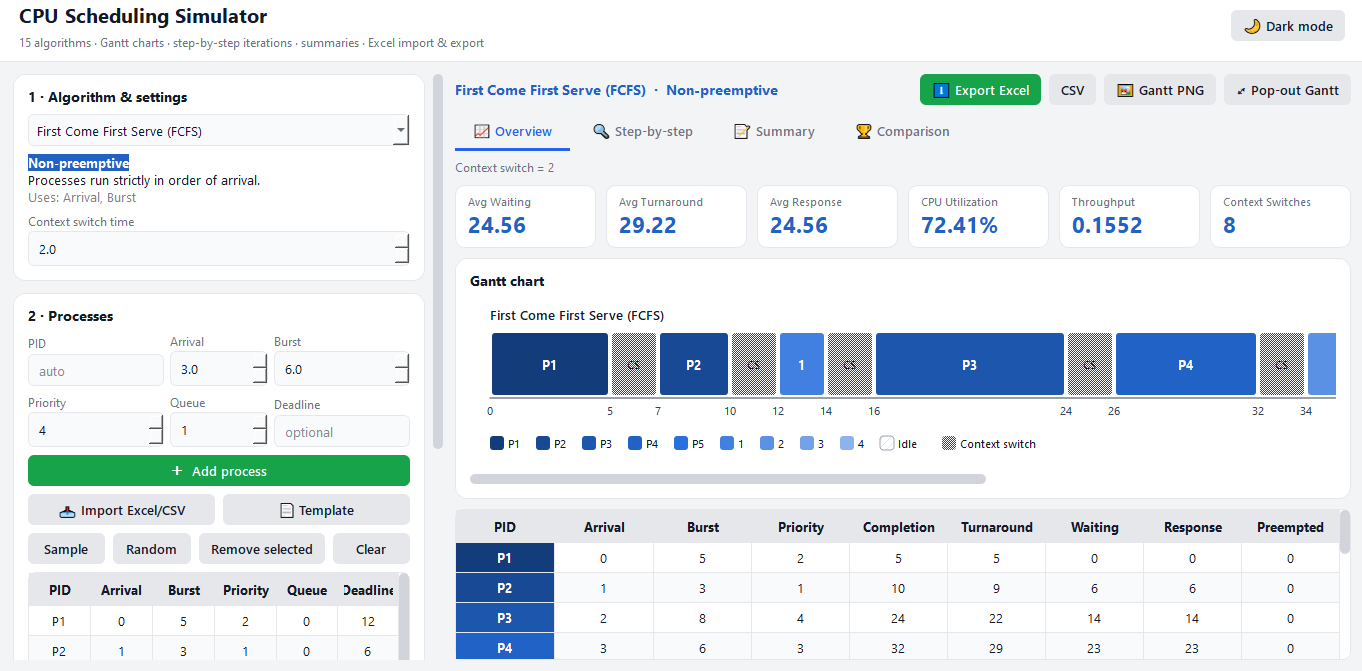 CPU Scheduling Simulator
15 algorithms · Gantt charts · step-by-step iterations · summaries · Excel import & export
🌙 Dark mode
1 · Algorithm & settings
First Come First Serve (FCFS)
Non-preemptive
Processes run strictly in order of arrival.
Uses: Arrival, Burst
Context switch time
2.0
2 · Processes
PID Arrival Burst
auto 3.0 6.0
Priority Queue Deadline
4 1 optional
+ Add process
Import Excel/CSV Template
Sample Random Remove selected Clear
PID Arrival Burst Priority Queue Deadline
P1 0 5 2 0 12
P2 1 3 1 0 6
First Come First Serve (FCFS) · Non-preemptive
Export Excel CSV Gantt PNG Pop-out Gantt
Overview Step-by-step Summary Comparison
Context switch = 2
Avg Waiting Avg Turnaround Avg Response CPU Utilization Throughput Context Switches
24.56 29.22 24.56 72.41% 0.1552 8
Gantt chart
First Come First Serve (FCFS)
P1 CS P2 CS 1 CS P3 CS P4 CS
0 5 7 10 12 14 16 24 26 32 34
P1 P2 P3 P4 P5 1 2 3 4 Idle Context switch
PID Arrival Burst Priority Completion Turnaround Waiting Response Preempted
P1 0 5 2 5 5 0 0 0
P2 1 3 1 10 9 6 6 0
P3 2 8 4 24 22 14 14 0
P4 3 6 3 32 29 23 23 0